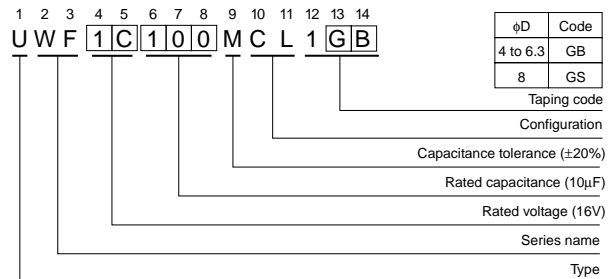 1 2 3 4 5 6 7 8 9 10 11 12 13 14
U W F 1 C 1 0 0 M C L 1 G B
ϕD Code
4 to 6.3 GB
8 GS
Taping code
Configuration
Capacitance tolerance (±20%)
Rated capacitance (10µF)
Rated voltage (16V)
Series name
Type